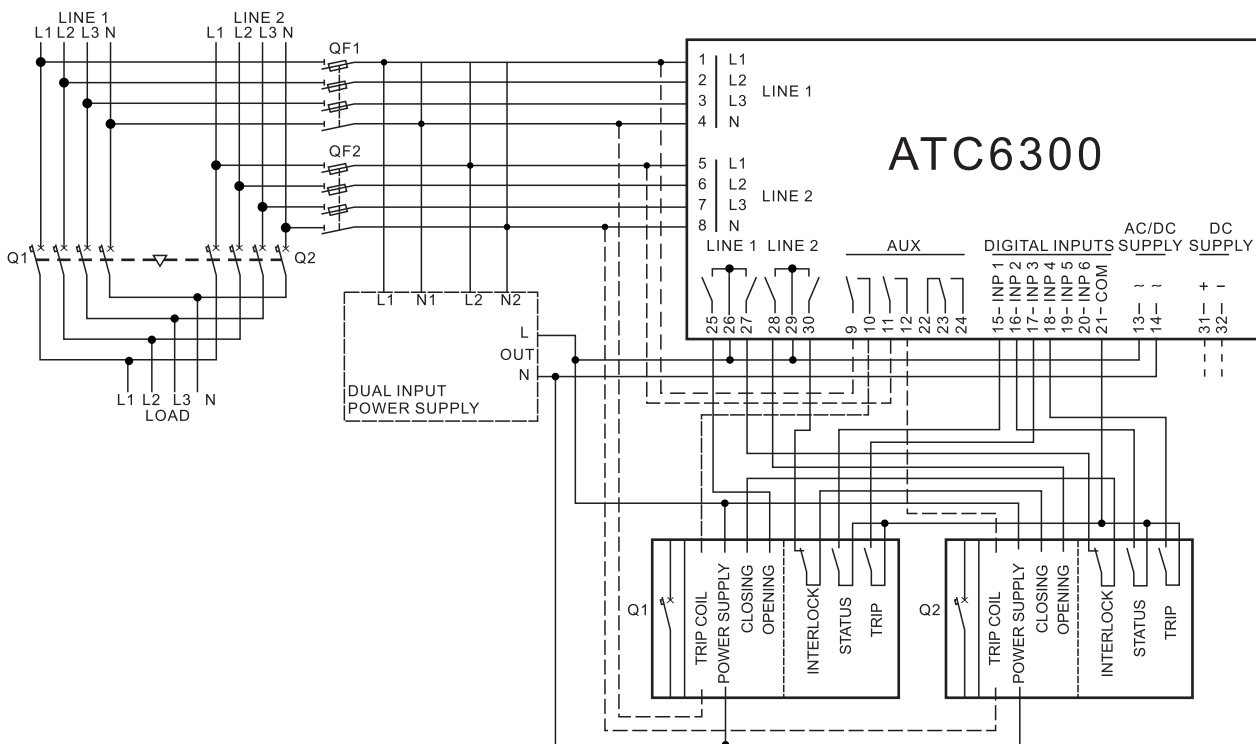 LINE 1 LINE 2
L1 L2 L3 N L1 L2 L3 N
QF1
1 L1
2 L2
3 L3
4 N
LINE 1
ATC6300
QF2
5 L1
6 L2
7 L3
8 N
LINE 2
Q1 Q2
LINE 1 LINE 2 AUX DIGITAL INPUTS AC/DC SUPPLY DC SUPPLY
25 26 27 28 29 30 9 10 11 12 22 23 24
15- INP 1
16- INP 2
17- INP 3
18- INP 4
19- INP 5
20- INP 6
21- COM
13- ~
14- ~
31- +
32- –
L1 N1 L2 N2
L
OUT
N
DUAL INPUT
POWER SUPPLY
L1 L2 L3 N
LOAD
Q1
TRIP COIL
POWER SUPPLY
CLOSING
OPENING
INTERLOCK
STATUS
TRIP
Q2
TRIP COIL
POWER SUPPLY
CLOSING
OPENING
INTERLOCK
STATUS
TRIP